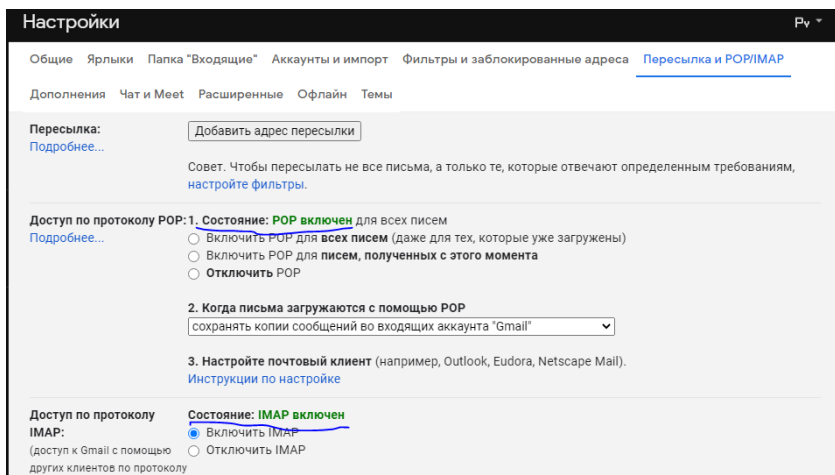 Настройки
Ру
Общие Ярлыки Папка "Входящие" Аккаунты и импорт Фильтры и заблокированные адреса Пересылка и POP/IMAP
Дополнения Чат и Meet Расширенные Офлайн Темы
Пересылка:
Подробнее...
Добавить адрес пересылки
Совет. Чтобы пересылать не все письма, а только те, которые отвечают определенным требованиям,
настройте фильтры.
Доступ по протоколу POP:
Подробнее...
1. Состояние: POP включен для всех писем
Включить POP для всех писем (даже для тех, которые уже загружены)
Включить POP для писем, полученных с этого момента
Отключить POP
2. Когда письма загружаются с помощью POP
сохранять копии сообщений во входящих аккаунта "Gmail"
3. Настройте почтовый клиент (например, Outlook, Eudora, Netscape Mail).
Инструкции по настройке
Доступ по протоколу
IMAP:
(доступ к Gmail с помощью
других клиентов по протоколу
Состояние: IMAP включен
Включить IMAP
Отключить IMAP